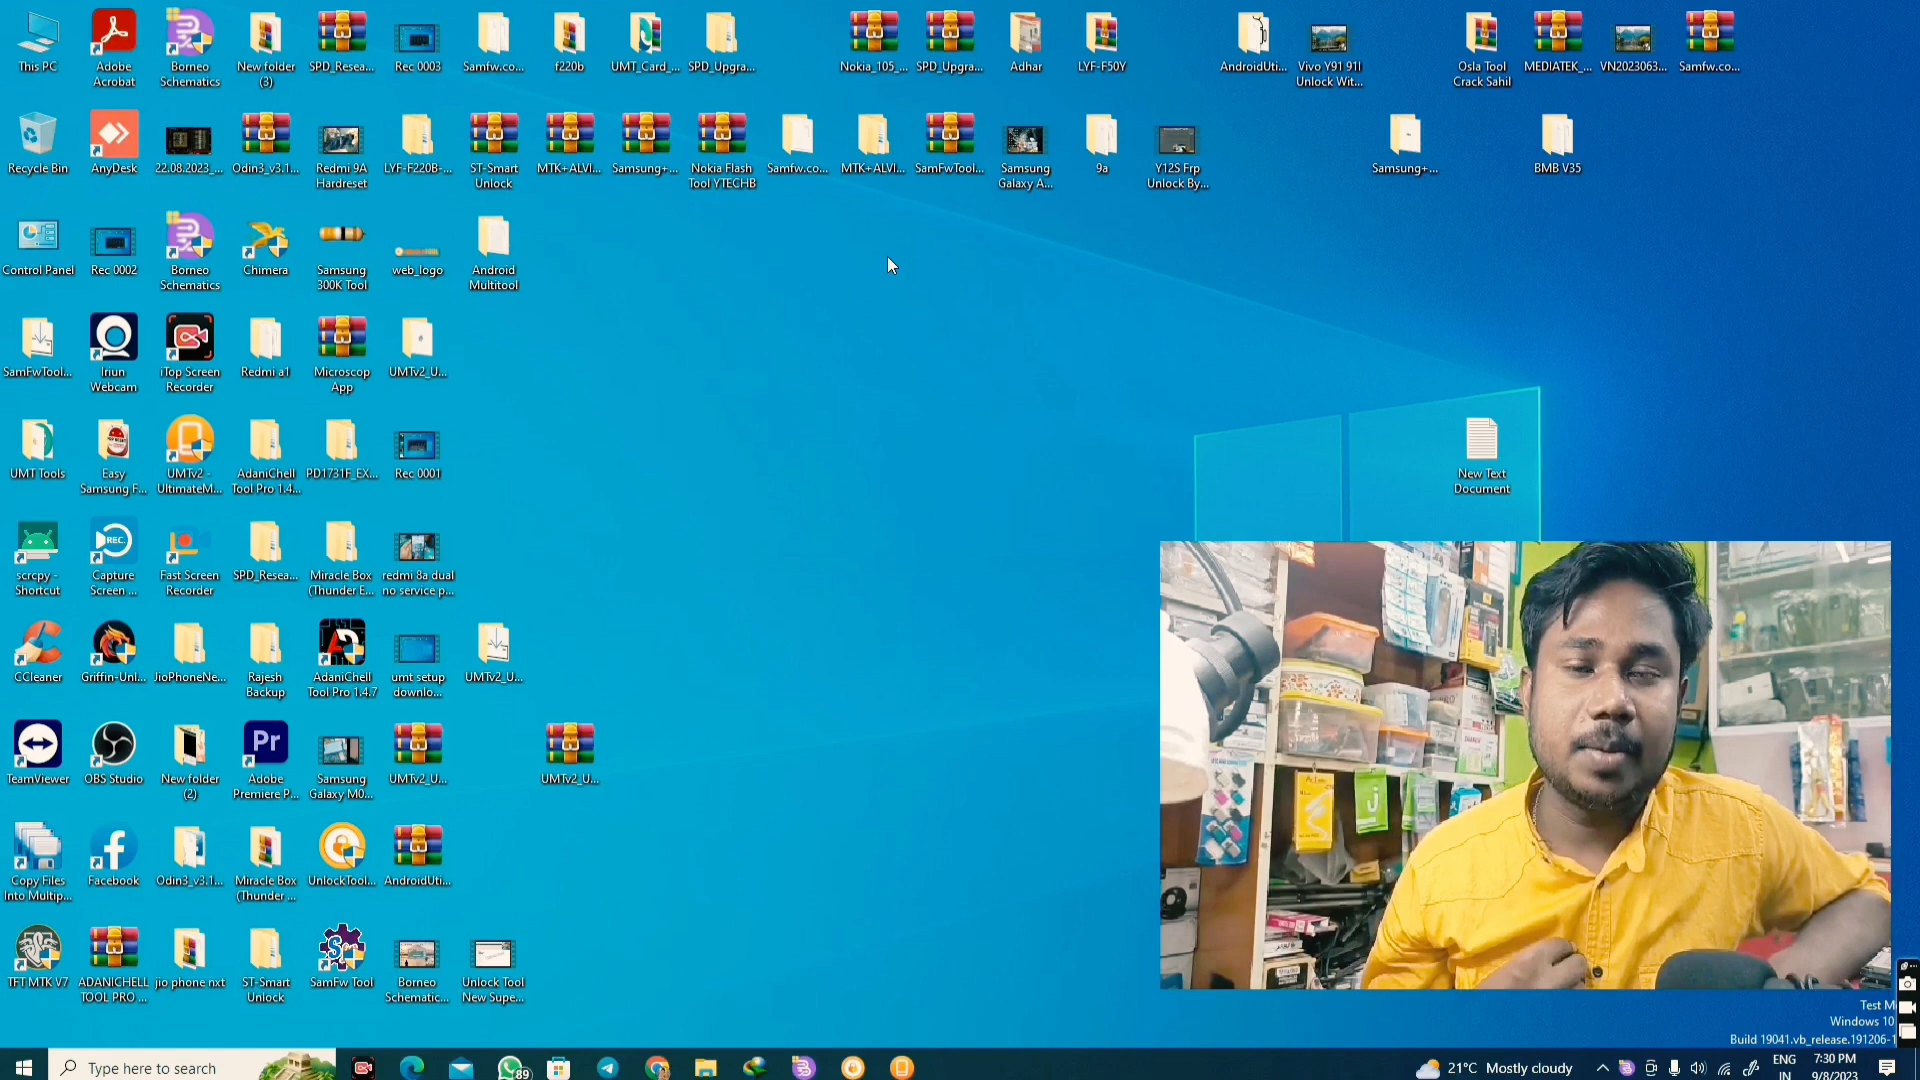 This PC
Adobe
Acrobat
Borneo
Schematics
New folder
(3)
SPD_Resea...
Rec 0003
Samfw.co...
f220b
UMT_Card_...
SPD_Upgra...
Nokia_105_...
SPD_Upgra...
Adhar
LYF-F50Y
AndroidUti...
Vivo Y91 91I
Unlock Wit...
Osla Tool
Crack Sahil
MEDIATEK_...
VN2023063...
Samfw.co...
Recycle Bin
AnyDesk
22.08.2023_...
Odin3_v3.1...
Redmi 9A
Hardreset
LYF-F220B-...
ST-Smart
Unlock
MTK+ALVI...
Samsung+...
Nokia Flash
Tool YTECHB
Samfw.co...
MTK+ALVI...
SamFwTool...
Samsung
Galaxy A...
9a
Y12S Frp
Unlock By...
Samsung+...
BMB V35
Control Panel
Rec 0002
Borneo
Schematics
Chimera
Samsung
300K Tool
web_logo
Android
Multitool
SamFwTool...
Iriun
Webcam
iTop Screen
Recorder
Redmi a1
Microscop
App
UMTv2_U...
UMT Tools
Easy
Samsung F...
UMTv2 -
UltimateM...
AdaniChell
Tool Pro 1.4...
PD1731F_EX...
Rec 0001
New Text
Document
scrcpy -
Shortcut
REC.
Capture
Screen ...
Fast Screen
Recorder
SPD_Resea...
Miracle Box
(Thunder E...
redmi 8a dual
no service p...
CCleaner
Griffin-Unl...
JioPhoneNe...
Rajesh
Backup
AdaniChell
Tool Pro 1.4.7
umt setup
downlo...
UMTv2_U...
TeamViewer
OBS Studio
New folder
(2)
Pr
Adobe
Premiere P...
Samsung
Galaxy M0...
UMTv2_U...
UMTv2_U...
Copy Files
Into Multip...
Facebook
Odin3_v3.1...
Miracle Box
(Thunder ...
UnlockTool...
AndroidUti...
TFT MTK V7
ADANICHELL
TOOL PRO ...
jio phone nxt
ST-Smart
Unlock
SamFw Tool
Borneo
Schematic...
Unlock Tool
New Supe...
Test M
Windows 10
Build 19041.vb_release.191206-1
Type here to search
89
21°C Mostly cloudy
ENG
IN
7:30 PM
9/8/2023